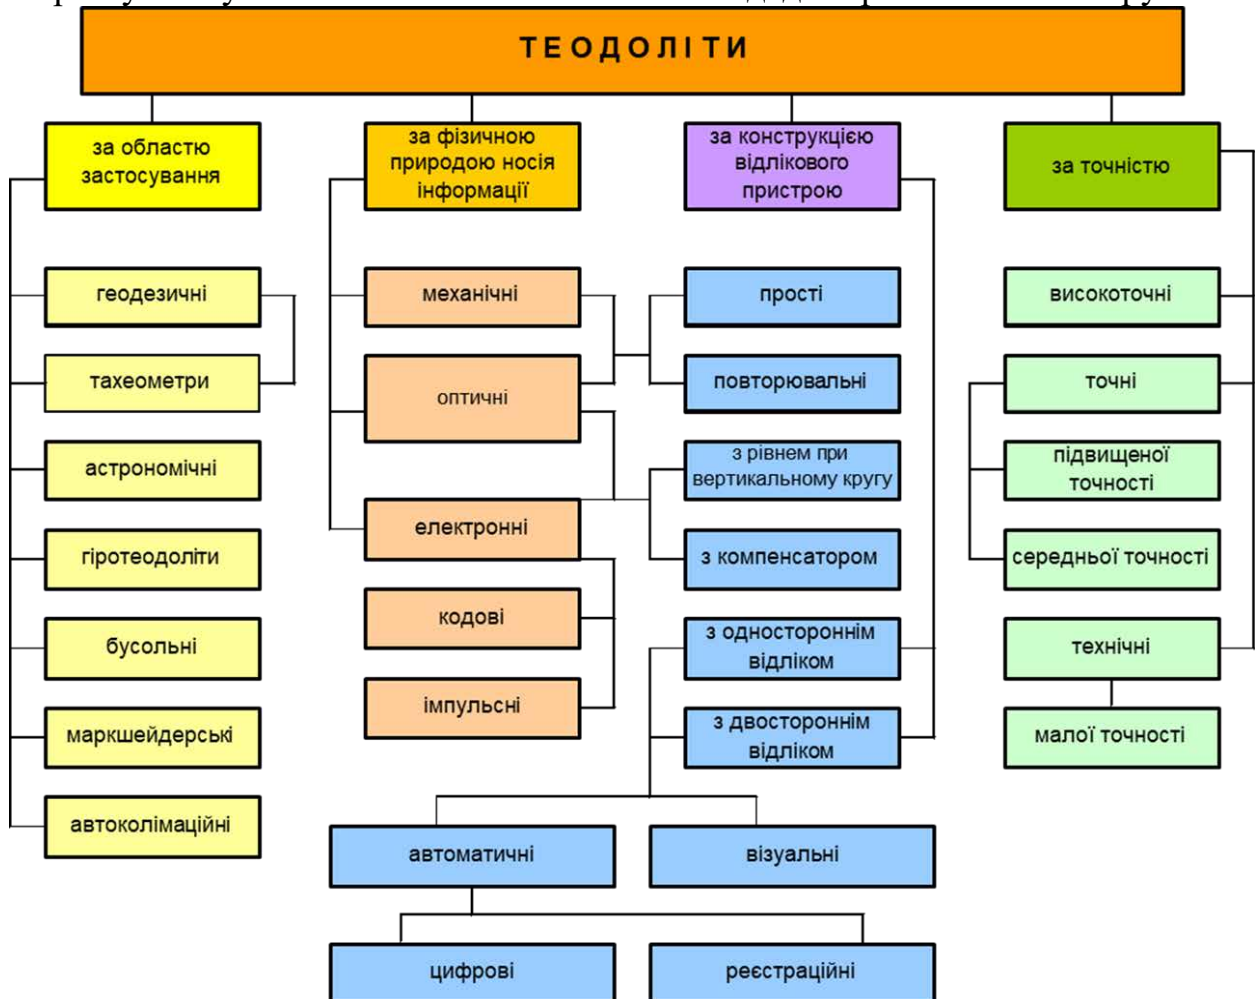 ТЕОДОЛІТИ
за областю
застосування
за фізичною
природою носія
інформації
за конструкцією
відлікового
пристрою
за точністю
геодезичні
механічні
прості
високоточні
тахеометри
оптичні
повторювальні
точні
астрономічні
з рівнем при
вертикальному кругу
підвищеної
точності
гіротеодоліти
електронні
з компенсатором
середньої точності
бусольні
кодові
з одностороннім
відліком
технічні
маркшейдерські
імпульсні
з двостороннім
відліком
малої точності
автоколімаційні
автоматичні
візуальні
цифрові
реєстраційні